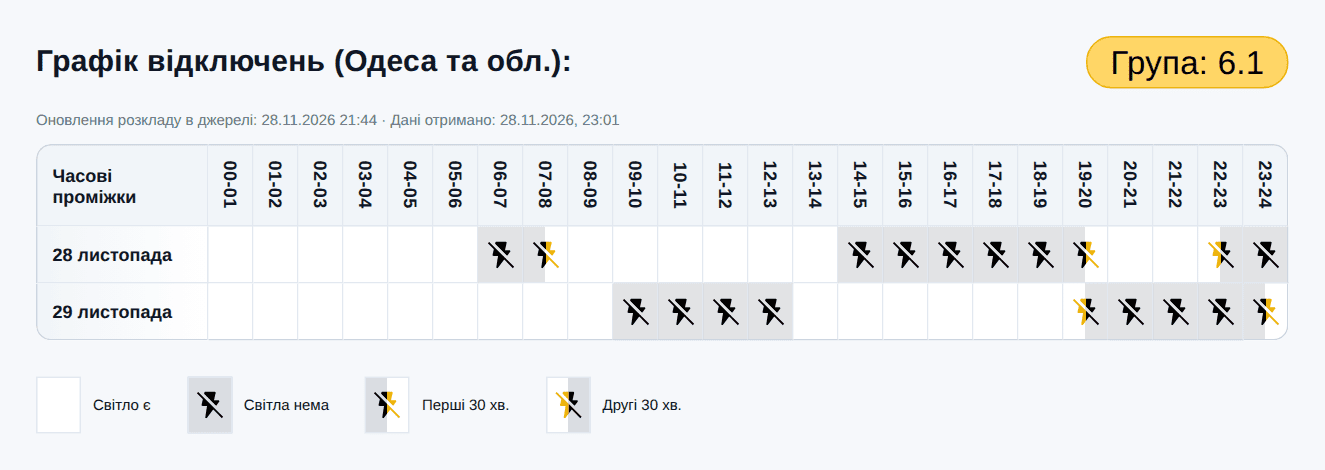 Графік відключень (Одеса та обл.):
Група: 6.1
Оновлення розкладу в джерелі: 28.11.2026 21:44 · Дані отримано: 28.11.2026, 23:01
Часові
проміжки
00-01
01-02
02-03
03-04
04-05
05-06
06-07
07-08
08-09
09-10
10-11
11-12
12-13
13-14
14-15
15-16
16-17
17-18
18-19
19-20
20-21
21-22
22-23
23-24
28 листопада
29 листопада
Світло є
Світла нема
Перші 30 хв.
Другі 30 хв.